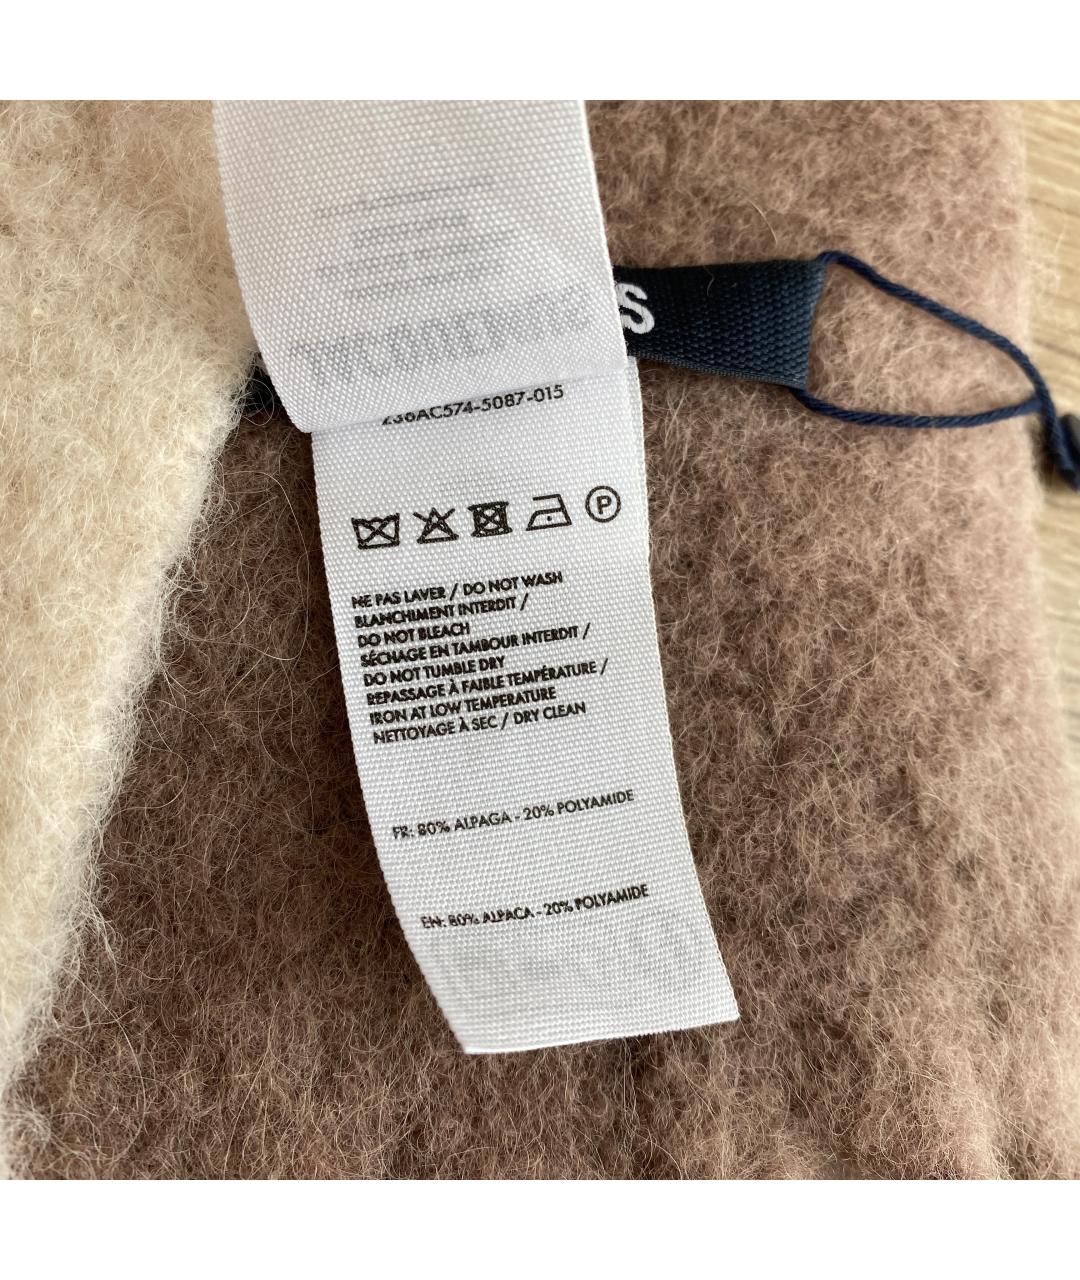 S
236AC574-5087-015
P
NE PAS LAVER / DO NOT WASH
BLANCHIMENT INTERDIT /
DO NOT BLEACH
SÉCHAGE EN TAMBOUR INTERDIT /
DO NOT TUMBLE DRY
REPASSAGE À FAIBLE TEMPÉRATURE /
IRON AT LOW TEMPERATURE
NETTOYAGE À SEC / DRY CLEAN
FR: 80% ALPAGA - 20% POLYAMIDE
EN: 80% ALPACA - 20% POLYAMIDE